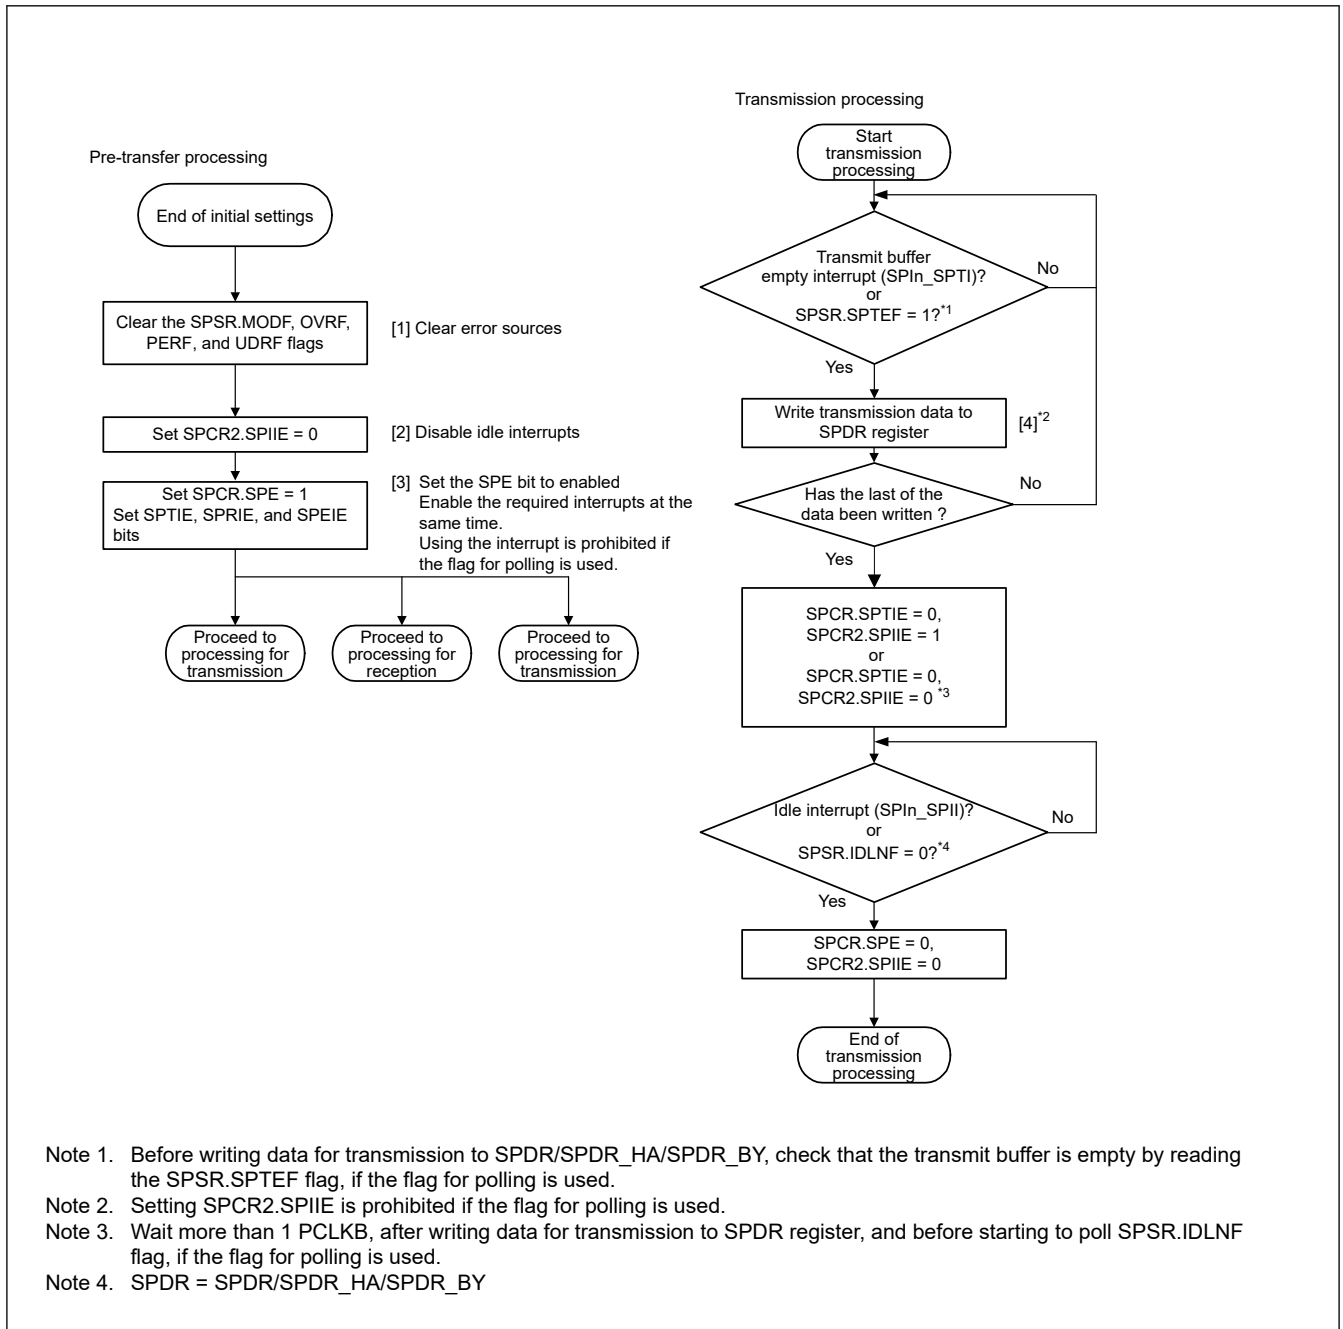 Pre-transfer processing
End of initial settings
Clear the SPSR.MODF, OVRF,
PERF, and UDRF flags
[1] Clear error sources
Set SPCR2.SPIIE = 0
[2] Disable idle interrupts
Set SPCR.SPE = 1
Set SPTIE, SPRIE, and SPEIE
bits
[3] Set the SPE bit to enabled
Enable the required interrupts at the
same time.
Using the interrupt is prohibited if
the flag for polling is used.
Proceed to
processing for
transmission
Proceed to
processing for
reception
Proceed to
processing for
transmission
Transmission processing
Start
transmission
processing
Transmit buffer
empty interrupt (SPIn_SPTI)?
or
SPSR.SPTEF = 1?*1
No
Yes
Write transmission data to
SPDR register
[4]*2
Has the last of the
data been written ?
No
Yes
SPCR.SPTIE = 0,
SPCR2.SPIIE = 1
or
SPCR.SPTIE = 0,
SPCR2.SPIIE = 0 *3
Idle interrupt (SPIn_SPII)?
or
SPSR.IDLNF = 0?*4
No
Yes
SPCR.SPE = 0,
SPCR2.SPIIE = 0
End of
transmission
processing
Note 1. Before writing data for transmission to SPDR/SPDR_HA/SPDR_BY, check that the transmit buffer is empty by reading
the SPSR.SPTEF flag, if the flag for polling is used.
Note 2. Setting SPCR2.SPIIE is prohibited if the flag for polling is used.
Note 3. Wait more than 1 PCLKB, after writing data for transmission to SPDR register, and before starting to poll SPSR.IDLNF
flag, if the flag for polling is used.
Note 4. SPDR = SPDR/SPDR_HA/SPDR_BY